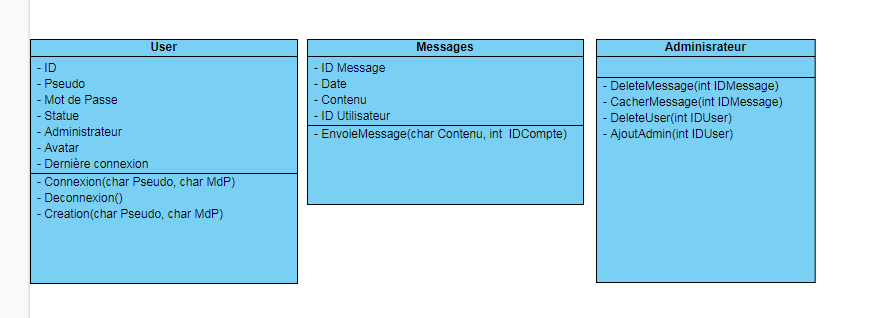 User
- ID
- Pseudo
- Mot de Passe
- Statue
- Administrateur
- Avatar
- Dernière connexion
- Connexion(char Pseudo, char MdP)
- Deconnexion()
- Creation(char Pseudo, char MdP)
Messages
- ID Message
- Date
- Contenu
- ID Utilisateur
- EnvoieMessage(char Contenu, int IDCompte)
Adminisrateur
- DeleteMessage(int IDMessage)
- CacherMessage(int IDMessage)
- DeleteUser(int IDUser)
- AjoutAdmin(int IDUser)